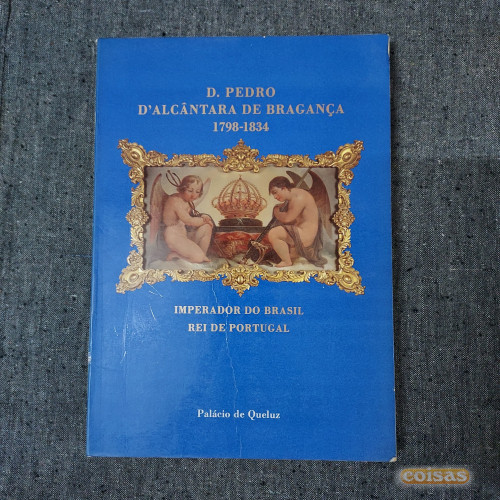 D. PEDRO
D'ALCÂNTARA DE BRAGANÇA
1798-1834
IMPERADOR DO BRASIL
REI DE PORTUGAL
Palácio de Queluz
coisas